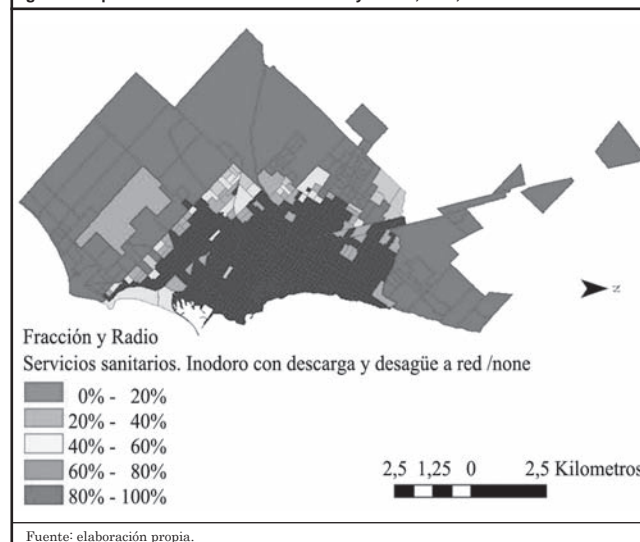 Fracción y Radio
Servicios sanitarios. Inodoro con descarga y desagüe a red /none
0% - 20%
20% - 40%
40% - 60%
60% - 80%
80% - 100%
N
2,5 1,25 0 2,5 Kilometros
Fuente: elaboración propia.